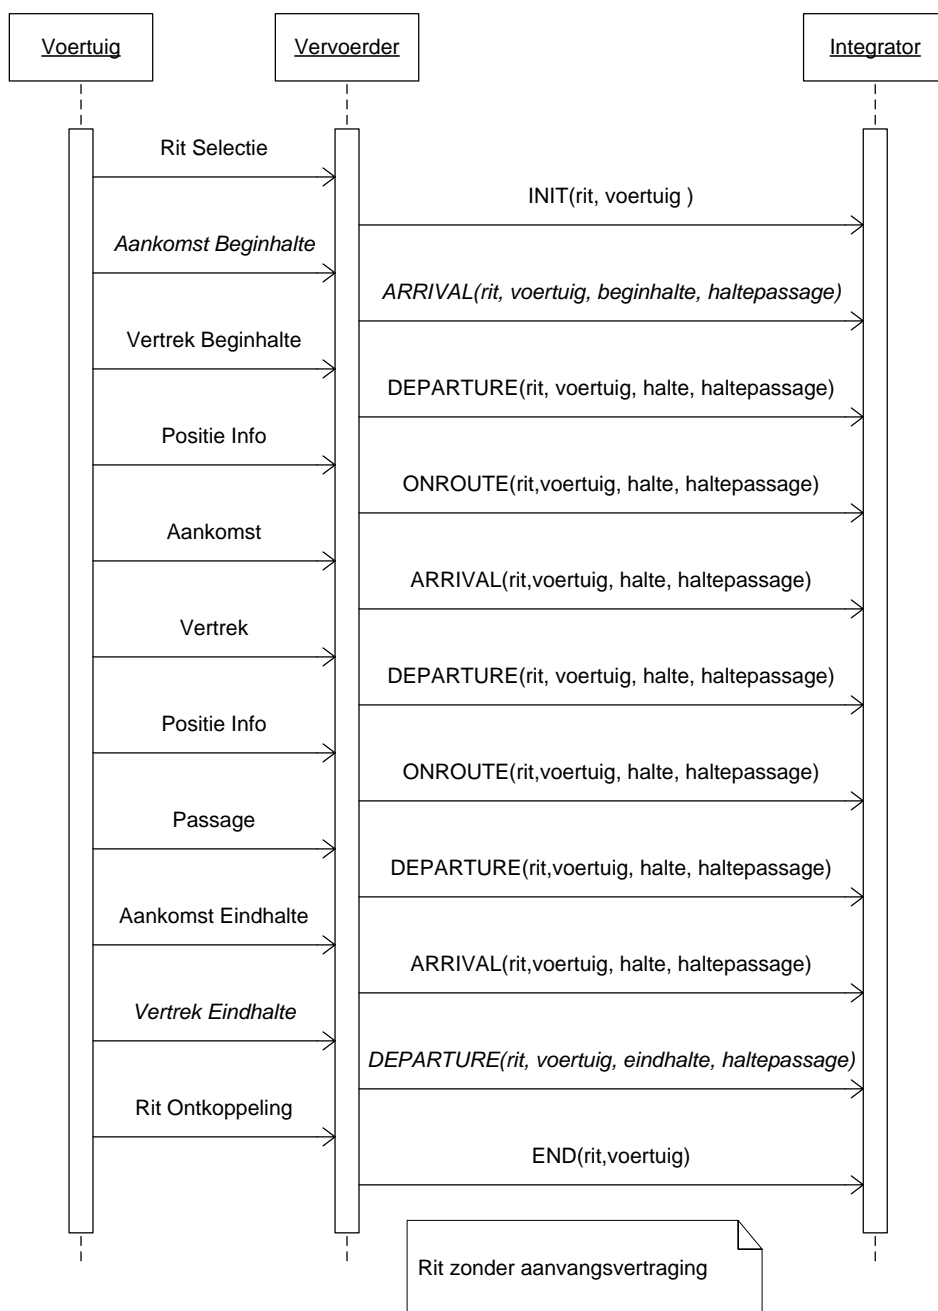 Voertuig
Vervoerder
Integrator
Rit Selectie
INIT(rit, voertuig )
Aankomst Beginhalte
ARRIVAL(rit, voertuig, beginhalte, haltepassage)
Vertrek Beginhalte
DEPARTURE(rit, voertuig, halte, haltepassage)
Positie Info
ONROUTE(rit,voertuig, halte, haltepassage)
Aankomst
ARRIVAL(rit,voertuig, halte, haltepassage)
Vertrek
DEPARTURE(rit, voertuig, halte, haltepassage)
Positie Info
ONROUTE(rit,voertuig, halte, haltepassage)
Passage
DEPARTURE(rit,voertuig, halte, haltepassage)
Aankomst Eindhalte
ARRIVAL(rit,voertuig, halte, haltepassage)
Vertrek Eindhalte
DEPARTURE(rit, voertuig, eindhalte, haltepassage)
Rit Ontkoppeling
END(rit,voertuig)
Rit zonder aanvangsvertraging